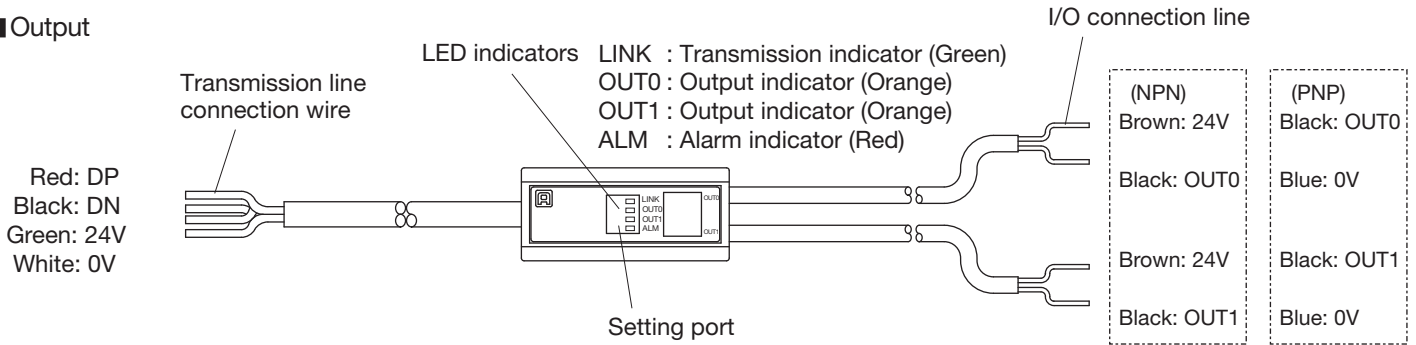 ■Output
I/O connection line
LED indicators
LINK : Transmission indicator (Green)
OUT0 : Output indicator (Orange)
OUT1 : Output indicator (Orange)
ALM : Alarm indicator (Red)
Transmission line
connection wire
Red: DP
Black: DN
Green: 24V
White: 0V
LINK
OUT0
OUT1
ALM
OUT0
OUT1
Setting port
(NPN)
Brown: 24V
Black: OUT0
Brown: 24V
Black: OUT1
(PNP)
Black: OUT0
Blue: 0V
Black: OUT1
Blue: 0V